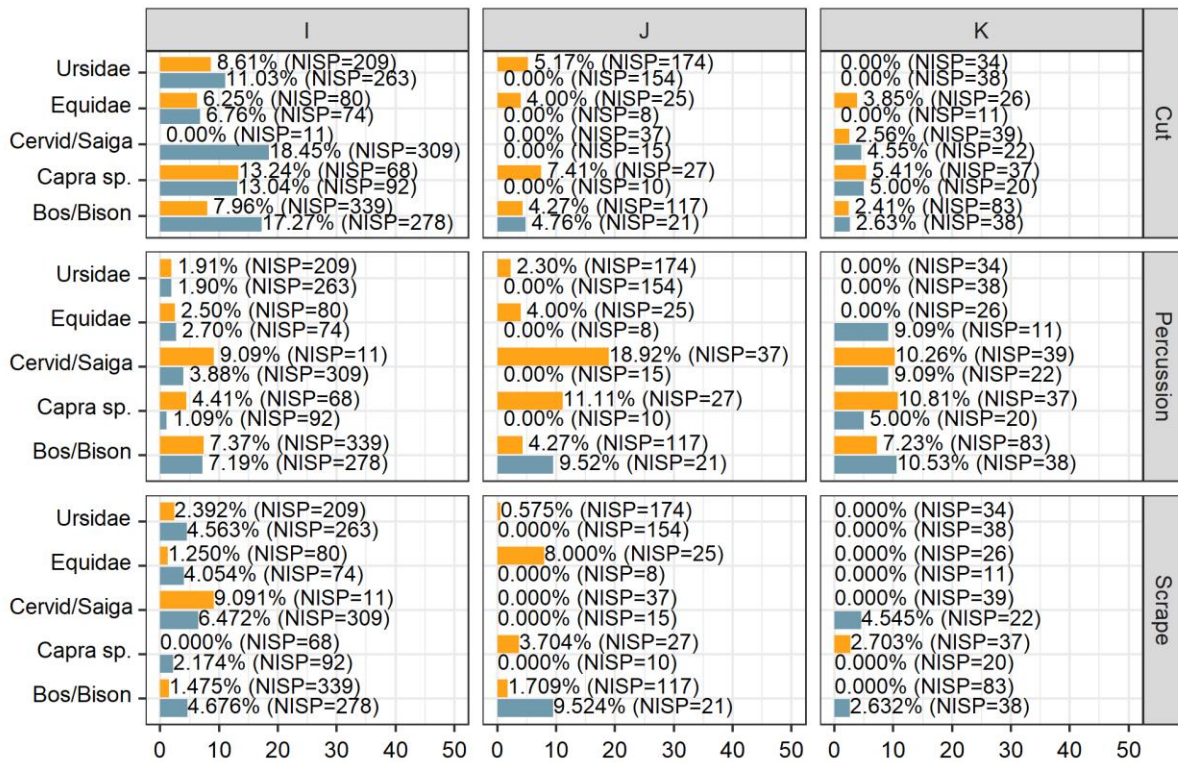 I J K
Ursidae 8.61% (NISP=209) 5.17% (NISP=174) 0.00% (NISP=34)
11.03% (NISP=263) 0.00% (NISP=154) 0.00% (NISP=38)
Equidae 6.25% (NISP=80) 4.00% (NISP=25) 3.85% (NISP=26)
6.76% (NISP=74) 0.00% (NISP=8) 0.00% (NISP=11)
Cervid/Saiga 0.00% (NISP=11) 0.00% (NISP=37) 2.56% (NISP=39)
18.45% (NISP=309) 0.00% (NISP=15) 4.55% (NISP=22)
Capra sp. 13.24% (NISP=68) 7.41% (NISP=27) 5.41% (NISP=37)
13.04% (NISP=92) 0.00% (NISP=10) 5.00% (NISP=20)
Bos/Bison 7.96% (NISP=339) 4.27% (NISP=117) 2.41% (NISP=83)
17.27% (NISP=278) 4.76% (NISP=21) 2.63% (NISP=38)
Cut
Ursidae 1.91% (NISP=209) 2.30% (NISP=174) 0.00% (NISP=34)
1.90% (NISP=263) 0.00% (NISP=154) 0.00% (NISP=38)
Equidae 2.50% (NISP=80) 4.00% (NISP=25) 0.00% (NISP=26)
2.70% (NISP=74) 0.00% (NISP=8) 9.09% (NISP=11)
Cervid/Saiga 9.09% (NISP=11) 18.92% (NISP=37) 10.26% (NISP=39)
3.88% (NISP=309) 0.00% (NISP=15) 9.09% (NISP=22)
Capra sp. 4.41% (NISP=68) 11.11% (NISP=27) 10.81% (NISP=37)
1.09% (NISP=92) 0.00% (NISP=10) 5.00% (NISP=20)
Bos/Bison 7.37% (NISP=339) 4.27% (NISP=117) 7.23% (NISP=83)
7.19% (NISP=278) 9.52% (NISP=21) 10.53% (NISP=38)
Percussion
Ursidae 2.392% (NISP=209) 0.575% (NISP=174) 0.000% (NISP=34)
4.563% (NISP=263) 0.000% (NISP=154) 0.000% (NISP=38)
Equidae 1.250% (NISP=80) 8.000% (NISP=25) 0.000% (NISP=26)
4.054% (NISP=74) 0.000% (NISP=8) 0.000% (NISP=11)
Cervid/Saiga 9.091% (NISP=11) 0.000% (NISP=37) 0.000% (NISP=39)
6.472% (NISP=309) 0.000% (NISP=15) 4.545% (NISP=22)
Capra sp. 0.000% (NISP=68) 3.704% (NISP=27) 2.703% (NISP=37)
2.174% (NISP=92) 0.000% (NISP=10) 0.000% (NISP=20)
Bos/Bison 1.475% (NISP=339) 1.709% (NISP=117) 0.000% (NISP=83)
4.676% (NISP=278) 9.524% (NISP=21) 2.632% (NISP=38)
Scrape
0 10 20 30 40 50 0 10 20 30 40 50 0 10 20 30 40 50